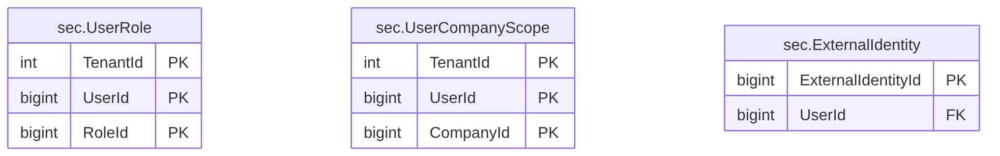 sec.UserRole
int TenantId PK
bigint UserId PK
bigint RoleId PK
sec.UserCompanyScope
int TenantId PK
bigint UserId PK
bigint CompanyId PK
sec.ExternalIdentity
bigint ExternalIdentityId PK
bigint UserId FK